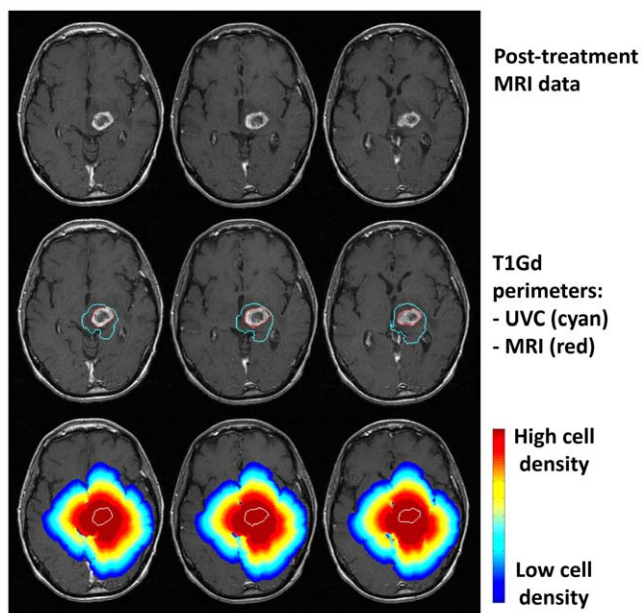 Post-treatment
MRI data
T1Gd
perimeters:
- UVC (cyan)
- MRI (red)
High cell
density
Low cell
density